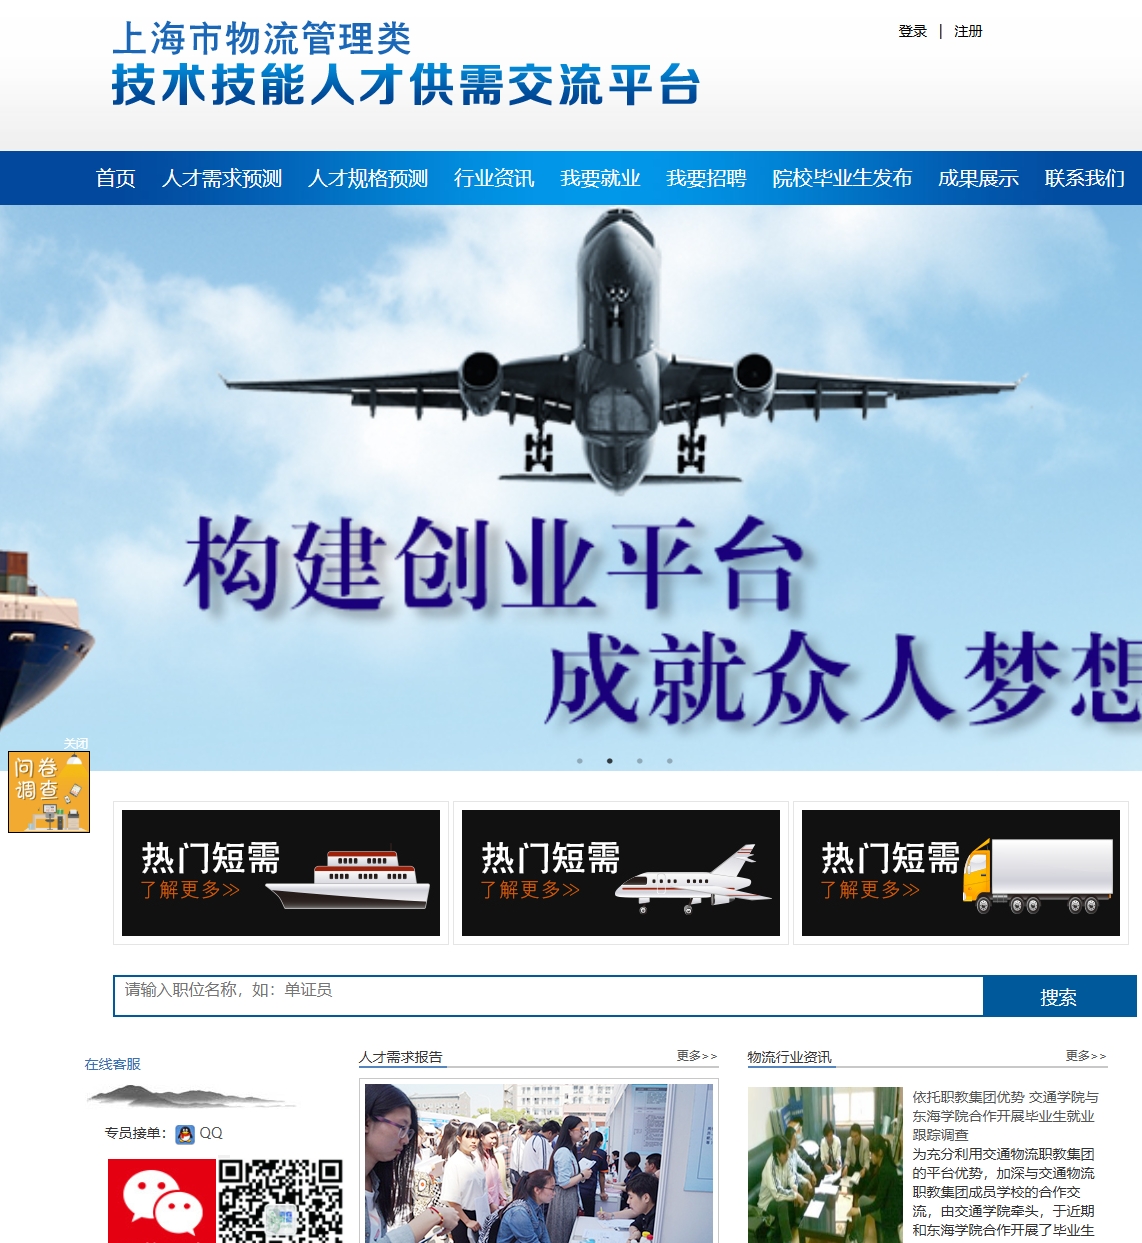 上海市物流管理类
技术技能人才供需交流平台
登录 | 注册
首页 人才需求预测 人才规格预测 行业资讯 我要就业 我要招聘 院校毕业生发布 成果展示 联系我们
构建创业平台
成就众人梦想
关闭
问卷
调查
热门短需
了解更多>>
热门短需
了解更多>>
热门短需
了解更多>>
请输入职位名称，如：单证员
搜索
在线客服
专员接单： QQ
人才需求报告 更多>>
物流行业资讯 更多>>
依托职教集团优势 交通学院与
东海学院合作开展毕业生就业
跟踪调查
为充分利用交通物流职教集团
的平台优势，加深与交通物流
职教集团成员学校的合作交
流，由交通学院牵头，于近期
和东海学院合作开展了毕业生